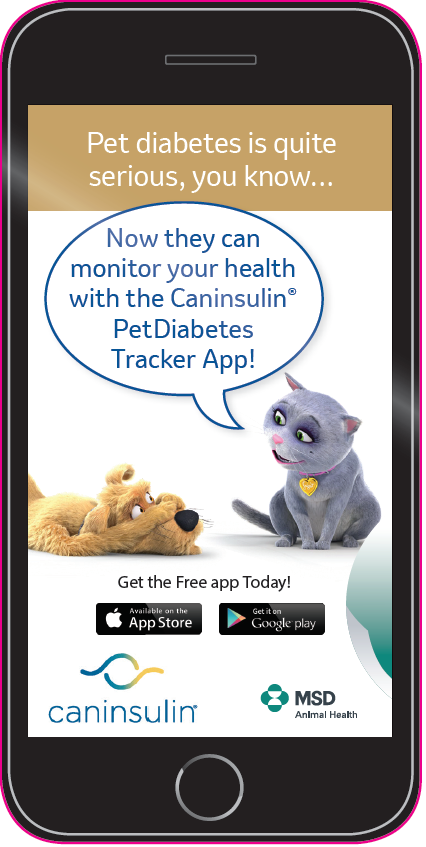 Pet diabetes is quite
serious, you know...
Now they can
monitor your health
with the Caninsulin®
PetDiabetes
Tracker App!
Get the Free app Today!
Available on the
App Store
Get it on
Google play
caninsulin®
MSD
Animal Health